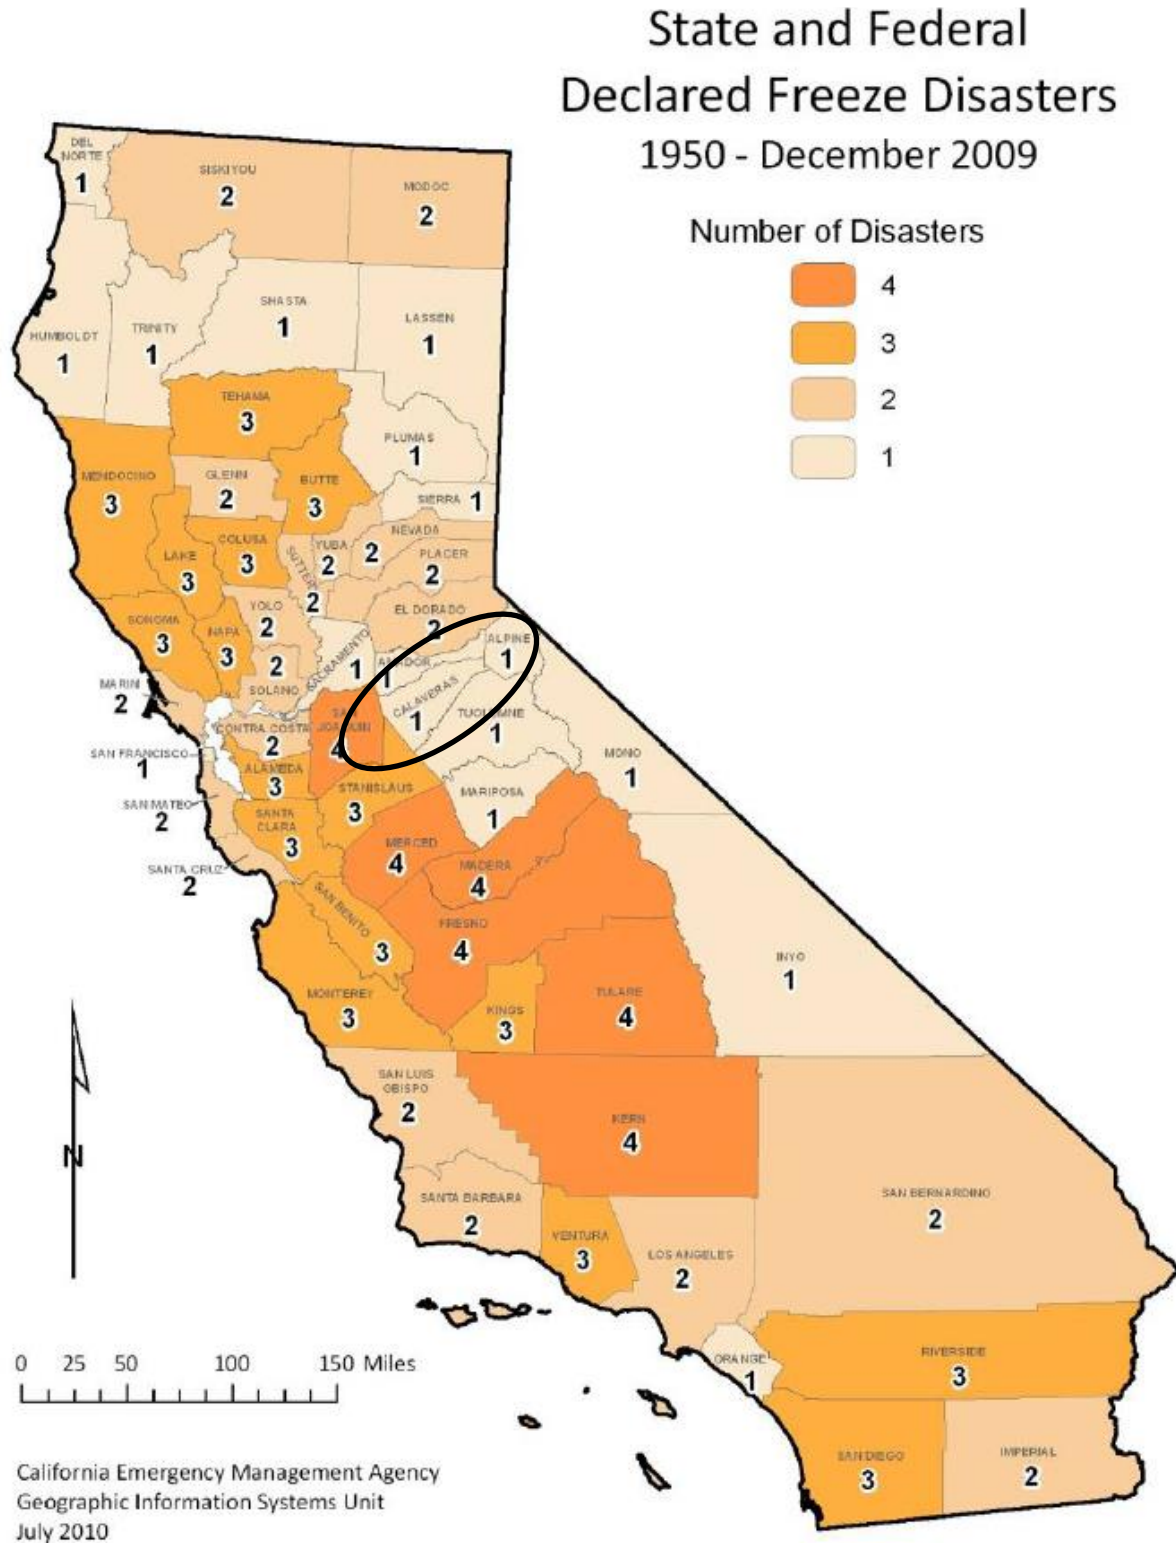 State and Federal
Declared Freeze Disasters
1950 - December 2009
Number of Disasters
4
3
2
1
DEL
NORTE
1
SISKIYOU
2
MODOC
2
HUMBOLDT
1
TRINITY
1
SHASTA
1
LASSEN
1
TEHAMA
3
PLUMAS
1
MENDOCINO
3
GLENN
2
BUTTE
3
SIERRA 1
LAKE
3
COLUSA
3
SUTTER
2
YUBA
2
NEVADA
2
PLACER
2
SONOMA
3
NAPA
3
YOLO
2
EL DORADO
2
SOLANO
2
SACRAMENTO
1
AMADOR
1
ALPINE
1
MARIN
2
CALAVERAS
1
TUOLUMNE
1
SAN
JOAQUIN
4
CONTRA COSTA
2
SAN FRANCISCO
1
ALAMEDA
3
MONO
1
SAN MATEO
2
SANTA
CLARA
3
STANISLAUS
3
MARIPOSA
1
SANTA CRUZ
2
MERCED
4
MADERA
4
SAN BENITO
3
FRESNO
4
INYO
1
MONTEREY
3
KINGS
3
TULARE
4
SAN LUIS
OBISPO
2
KERN
4
SANTA BARBARA
2
VENTURA
3
LOS ANGELES
2
SAN BERNARDINO
2
ORANGE
1
RIVERSIDE
3
SAN DIEGO
3
IMPERIAL
2
N
0 25 50 100 150 Miles
California Emergency Management Agency
Geographic Information Systems Unit
July 2010